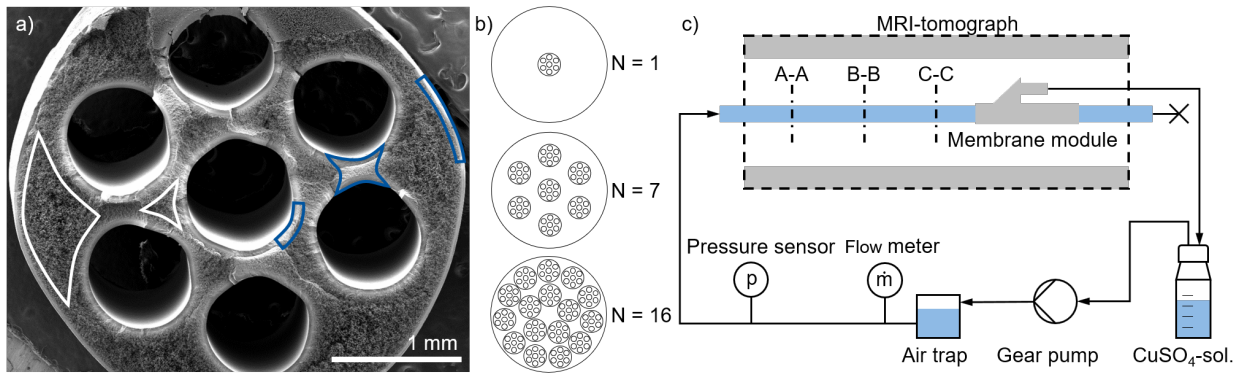 a)
1 mm
b)
N = 1
N = 7
N = 16
c)
MRI-tomograph
A-A B-B C-C
Membrane module
Pressure sensor Flow meter
p ṁ
Air trap Gear pump CuSO₄-sol.